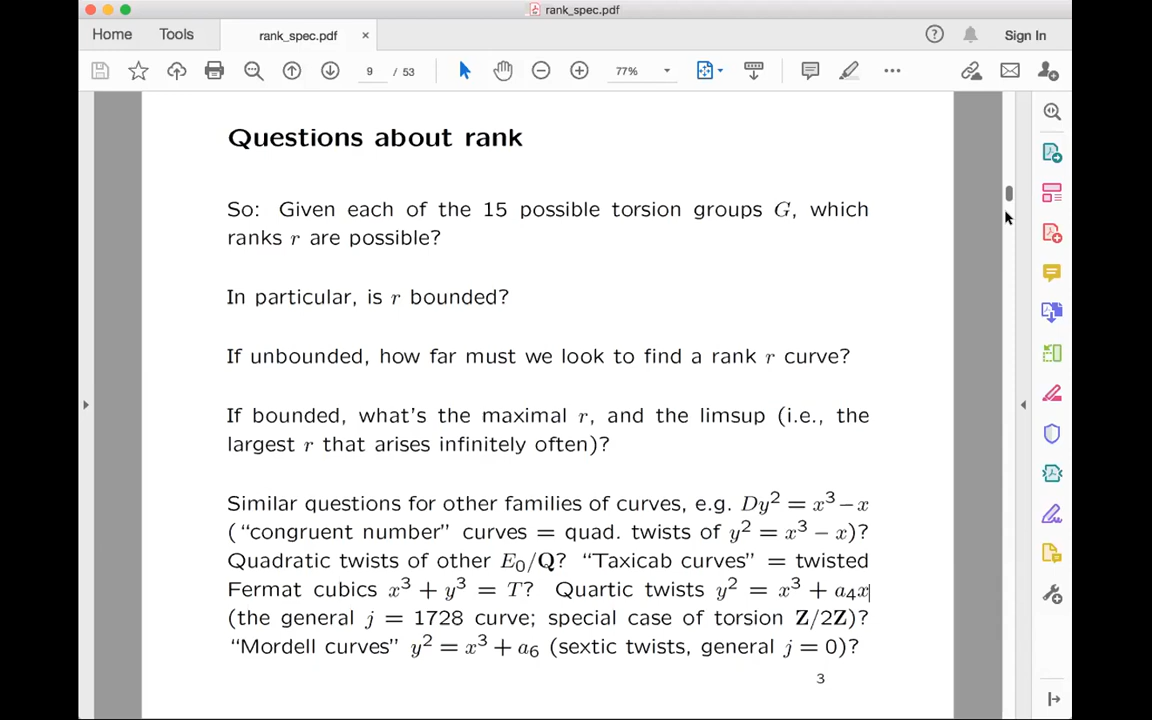 rank_spec.pdf
Home Tools rank_spec.pdf × Sign In
9 / 53 77%
Questions about rank
So: Given each of the 15 possible torsion groups G, which
ranks r are possible?
In particular, is r bounded?
If unbounded, how far must we look to find a rank r curve?
If bounded, what's the maximal r, and the limsup (i.e., the
largest r that arises infinitely often)?
Similar questions for other families of curves, e.g. Dy² = x³ − x
(“congruent number” curves = quad. twists of y² = x³ − x)?
Quadratic twists of other E₀/Q? “Taxicab curves” = twisted
Fermat cubics x³ + y³ = T? Quartic twists y² = x³ + a₄x
(the general j = 1728 curve; special case of torsion Z/2Z)?
“Mordell curves” y² = x³ + a₆ (sextic twists, general j = 0)?
3